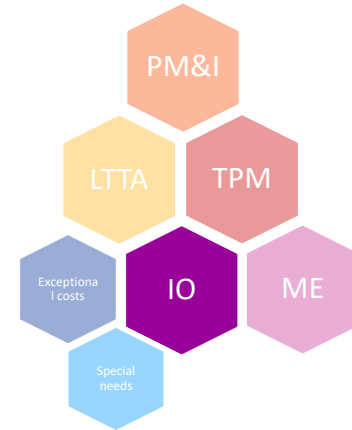 PM&I
LTTA
TPM
Exceptiona
l costs
IO
ME
Special
needs